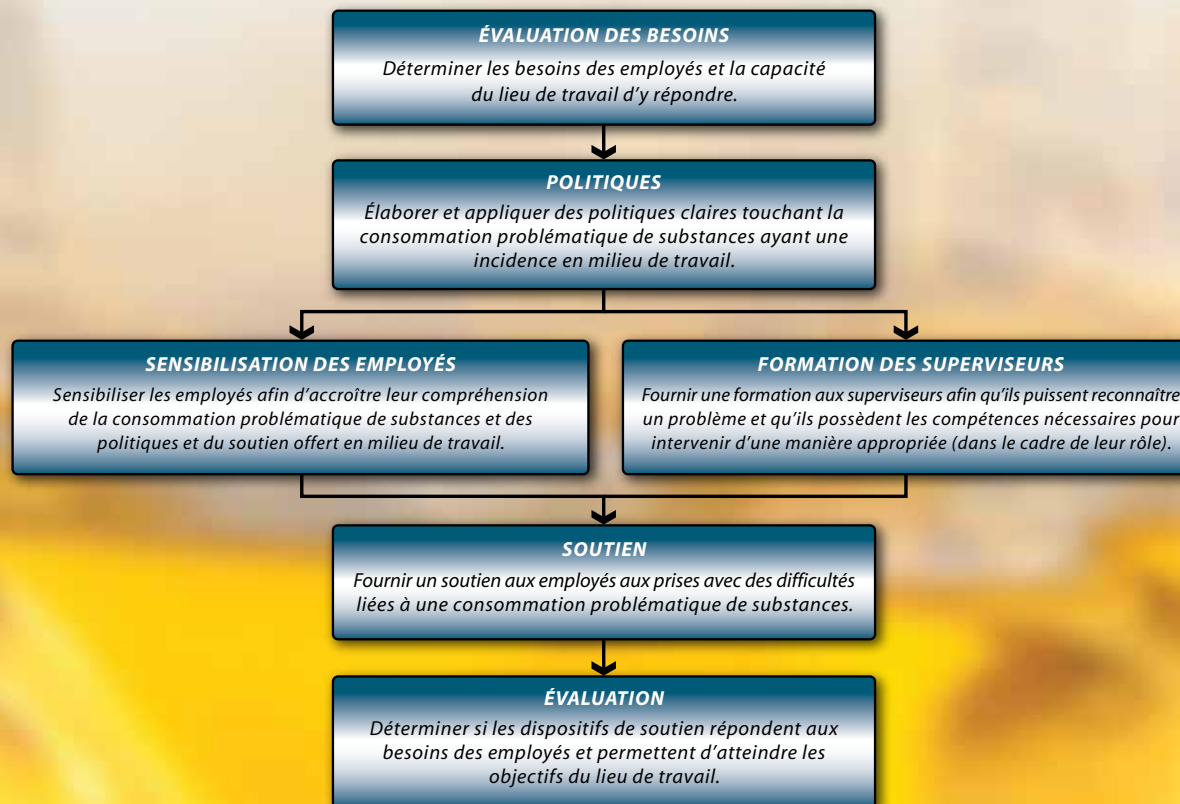 ÉVALUATION DES BESOINS
Déterminer les besoins des employés et la capacité
du lieu de travail d'y répondre.
POLITIQUES
Élaborer et appliquer des politiques claires touchant la
consommation problématique de substances ayant une
incidence en milieu de travail.
SENSIBILISATION DES EMPLOYÉS
Sensibiliser les employés afin d'accroître leur compréhension
de la consommation problématique de substances et des
politiques et du soutien offert en milieu de travail.
FORMATION DES SUPERVISEURS
Fournir une formation aux superviseurs afin qu'ils puissent reconnaître
un problème et qu'ils possèdent les compétences nécessaires pour
intervenir d'une manière appropriée (dans le cadre de leur rôle).
SOUTIEN
Fournir un soutien aux employés aux prises avec des difficultés
liées à une consommation problématique de substances.
ÉVALUATION
Déterminer si les dispositifs de soutien répondent aux
besoins des employés et permettent d'atteindre les
objectifs du lieu de travail.